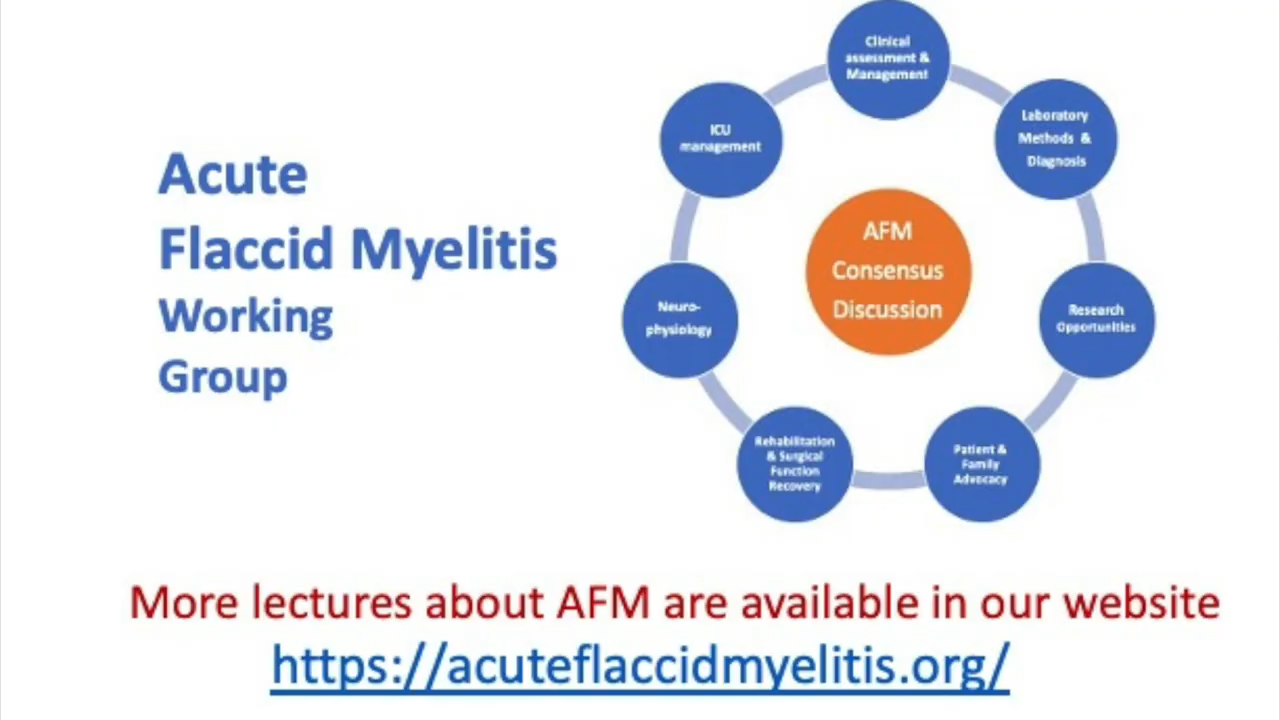 Acute
Flaccid Myelitis
Working
Group
Clinical
assessment &
Management
Laboratory
Methods &
Diagnosis
Research
Opportunities
Patient &
Family
Advocacy
Rehabilitation
& Surgical
Function
Recovery
Neuro-
physiology
ICU
management
AFM
Consensus
Discussion
More lectures about AFM are available in our website
https://acuteflaccidmyelitis.org/